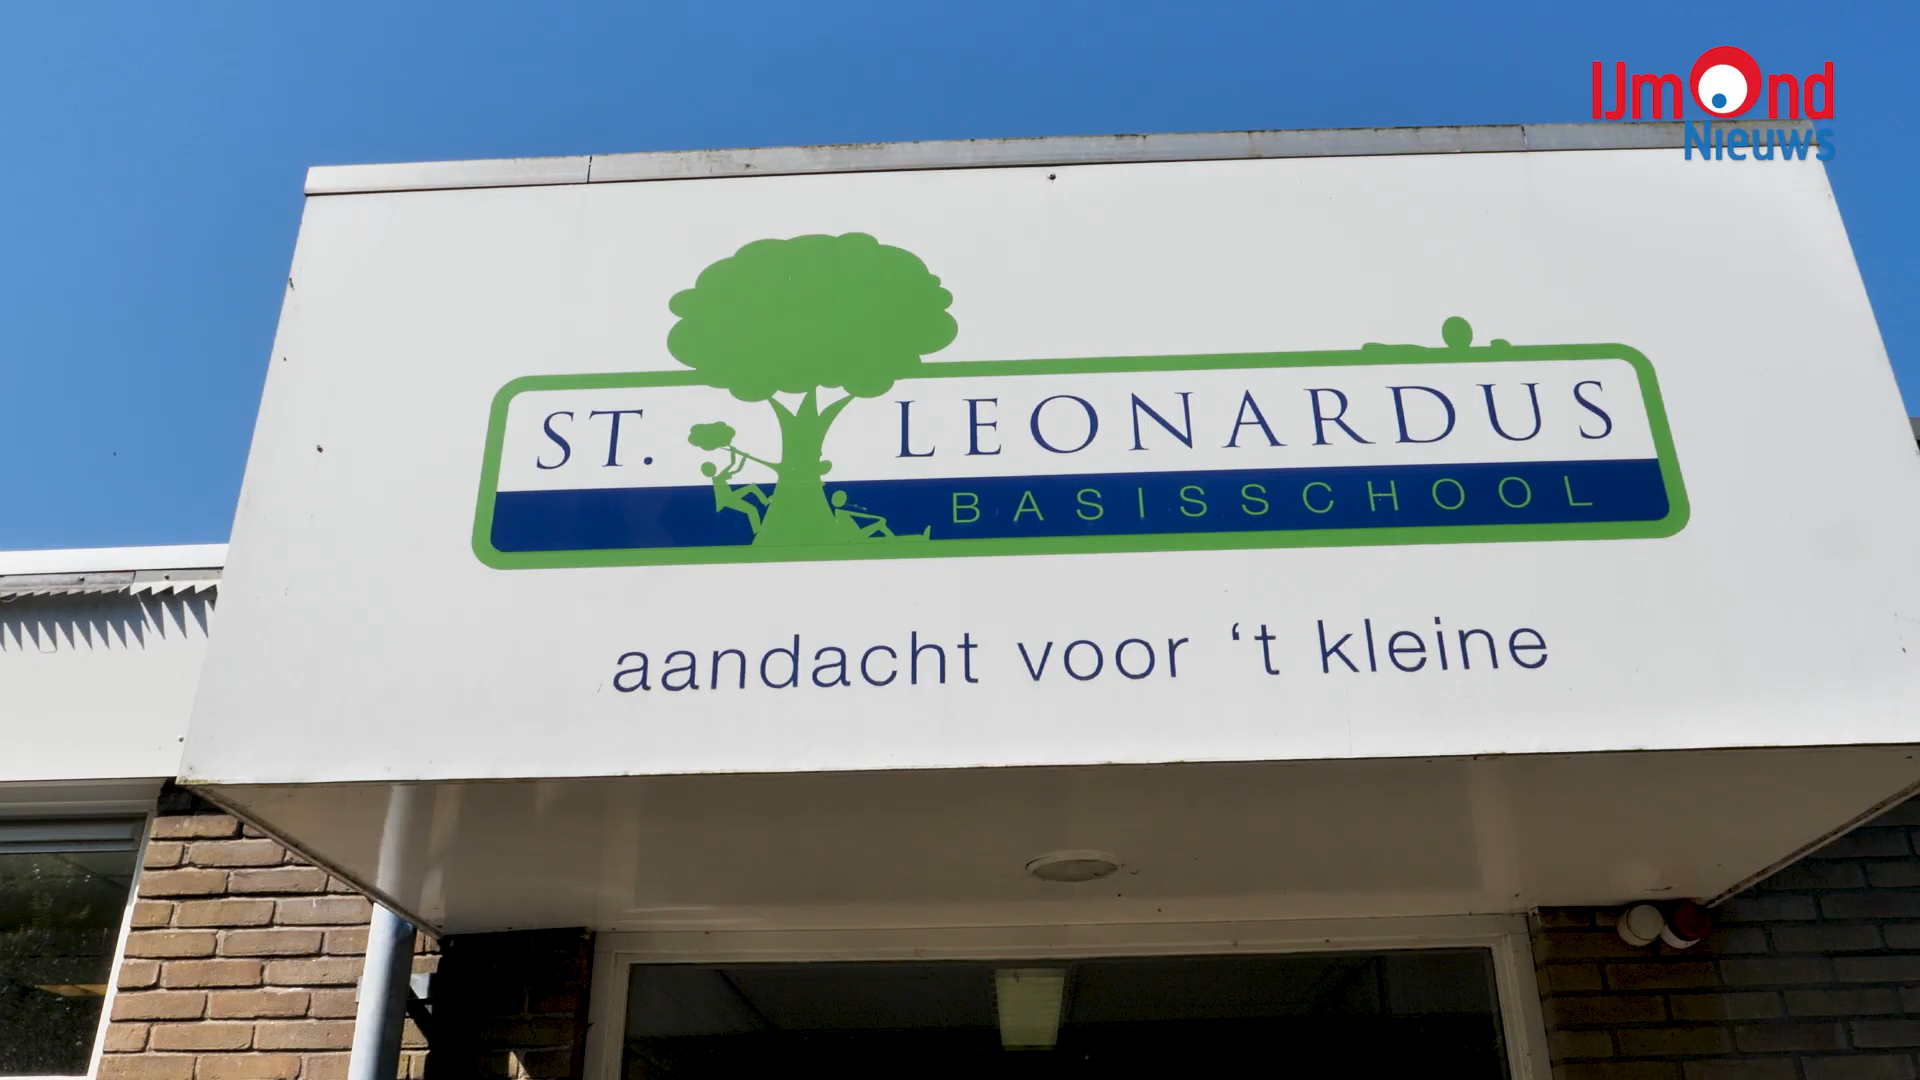 IJmOnd
Nieuws
ST. LEONARDUS
BASISSCHOOL
aandacht voor ‘t kleine